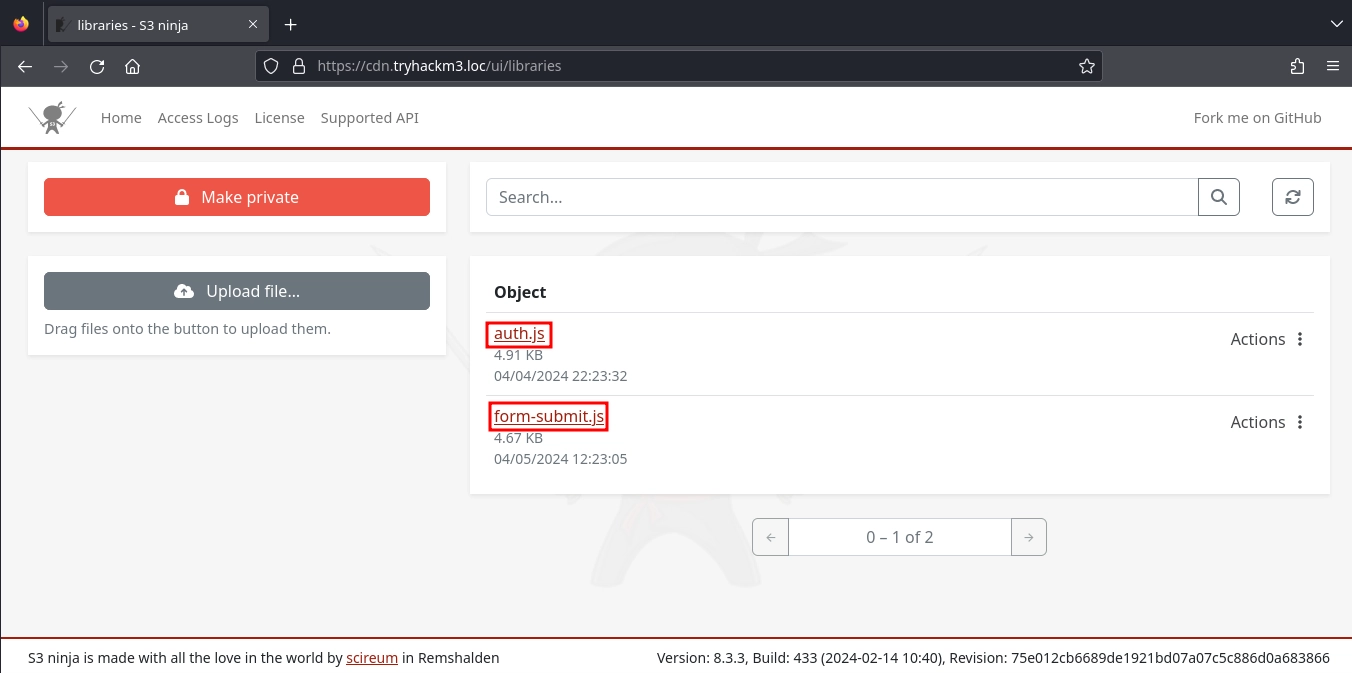 libraries - S3 ninja
https://cdn.tryhackm3.loc/ui/libraries
Home Access Logs License Supported API Fork me on GitHub
Make private
Search...
Upload file...
Drag files onto the button to upload them.
Object
auth.js
4.91 KB
04/04/2024 22:23:32
Actions
form-submit.js
4.67 KB
04/05/2024 12:23:05
Actions
0 – 1 of 2
S3 ninja is made with all the love in the world by scireum in Remshalden
Version: 8.3.3, Build: 433 (2024-02-14 10:40), Revision: 75e012cb6689de1921bd07a07c5c886d0a683866